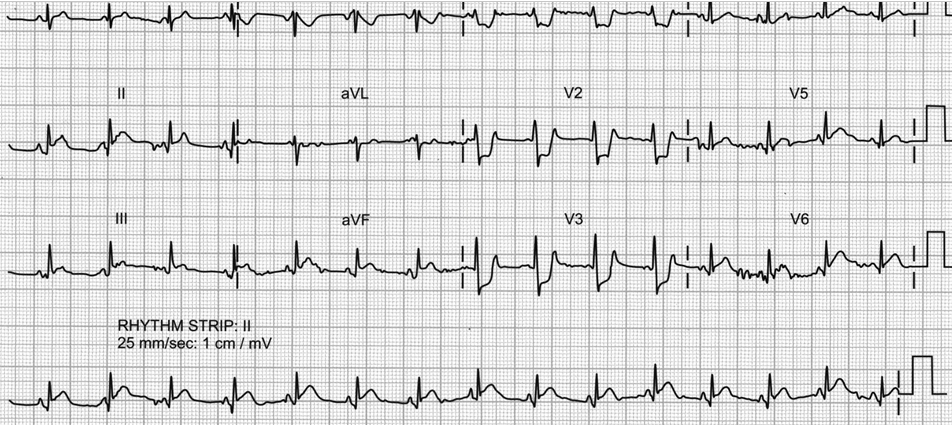 II
aVL
V2
V5
III
aVF
V3
V6
RHYTHM STRIP: II
25 mm/sec: 1 cm / mV